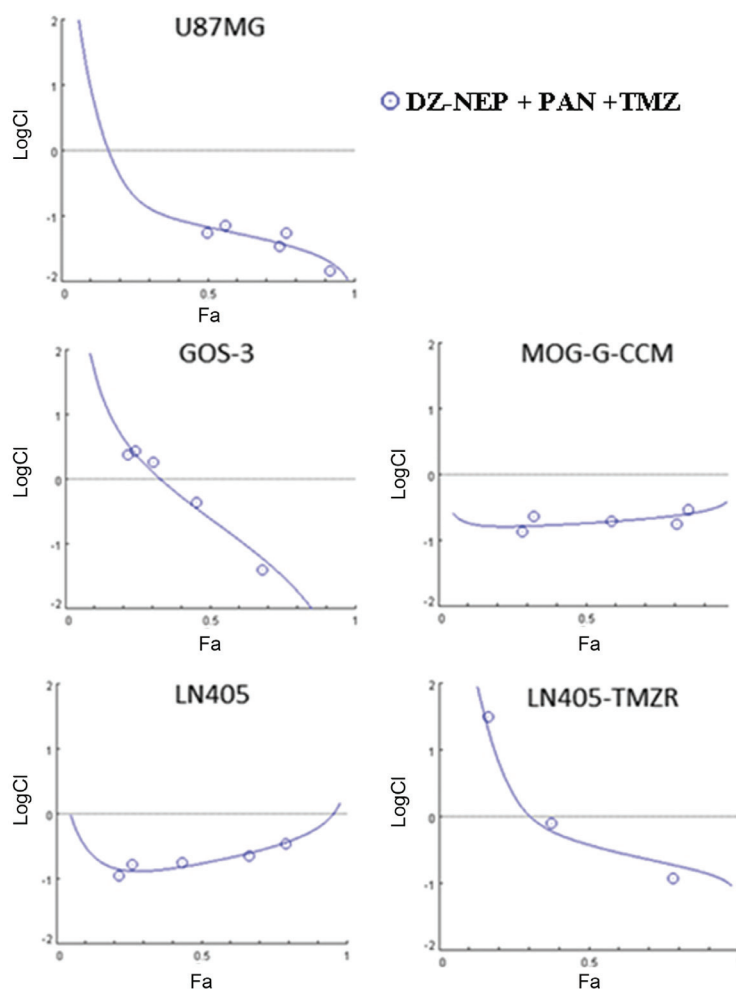 U87MG
DZ-NEP + PAN +TMZ
LogCI
2
1
0
-1
-2
0
0.5
1
Fa
GOS-3
LogCI
2
1
0
-1
-2
0
0.5
1
Fa
MOG-G-CCM
LogCI
2
1
0
-1
-2
0
0.5
Fa
LN405
LogCI
2
1
0
-1
-2
0
0.5
1
Fa
LN405-TMZR
LogCI
2
1
0
-1
-2
0
0.5
Fa